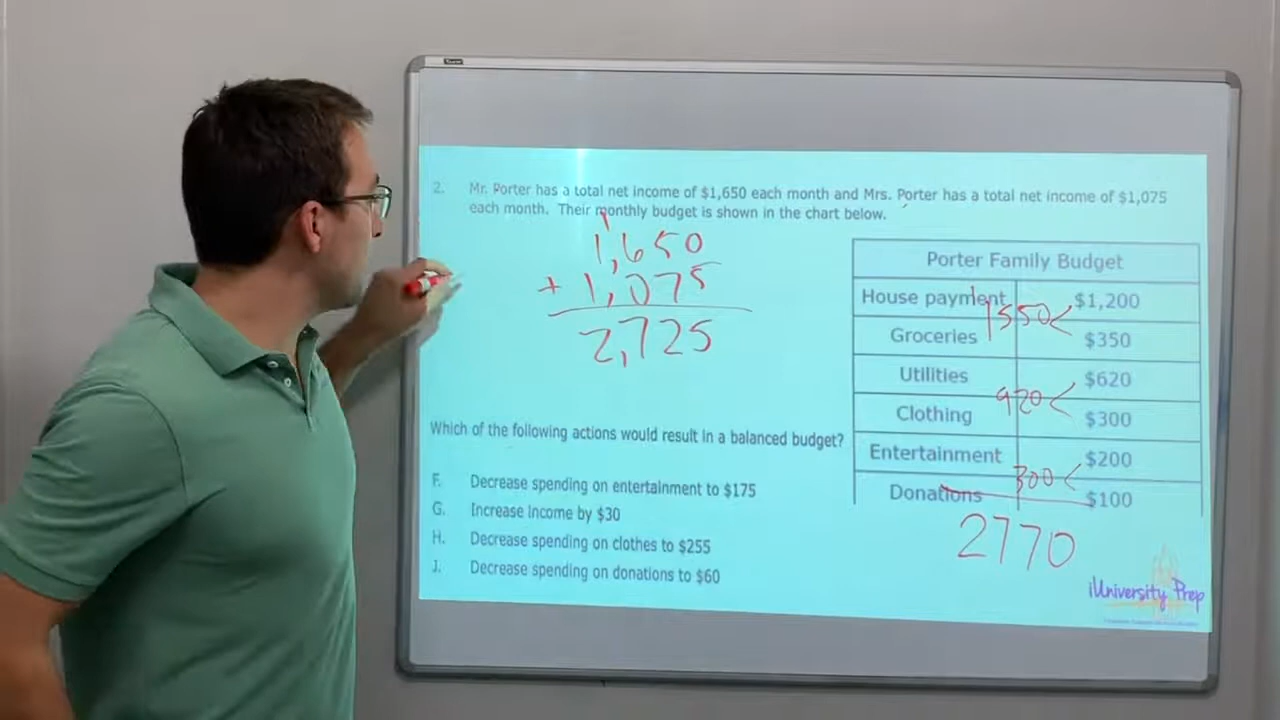 2. Mr. Porter has a total net income of $1,650 each month and Mrs. Porter has a total net income of $1,075
each month. Their monthly budget is shown in the chart below.
1
1,650
+ 1,075
2,725
Porter Family Budget
House payment $1,200
1550<
Groceries $350
Utilities $620
920<
Clothing $300
Entertainment $200
300<
Donations $100
2770
Which of the following actions would result in a balanced budget?
F. Decrease spending on entertainment to $175
G. Increase income by $30
H. Decrease spending on clothes to $255
J. Decrease spending on donations to $60
iUniversity Prep